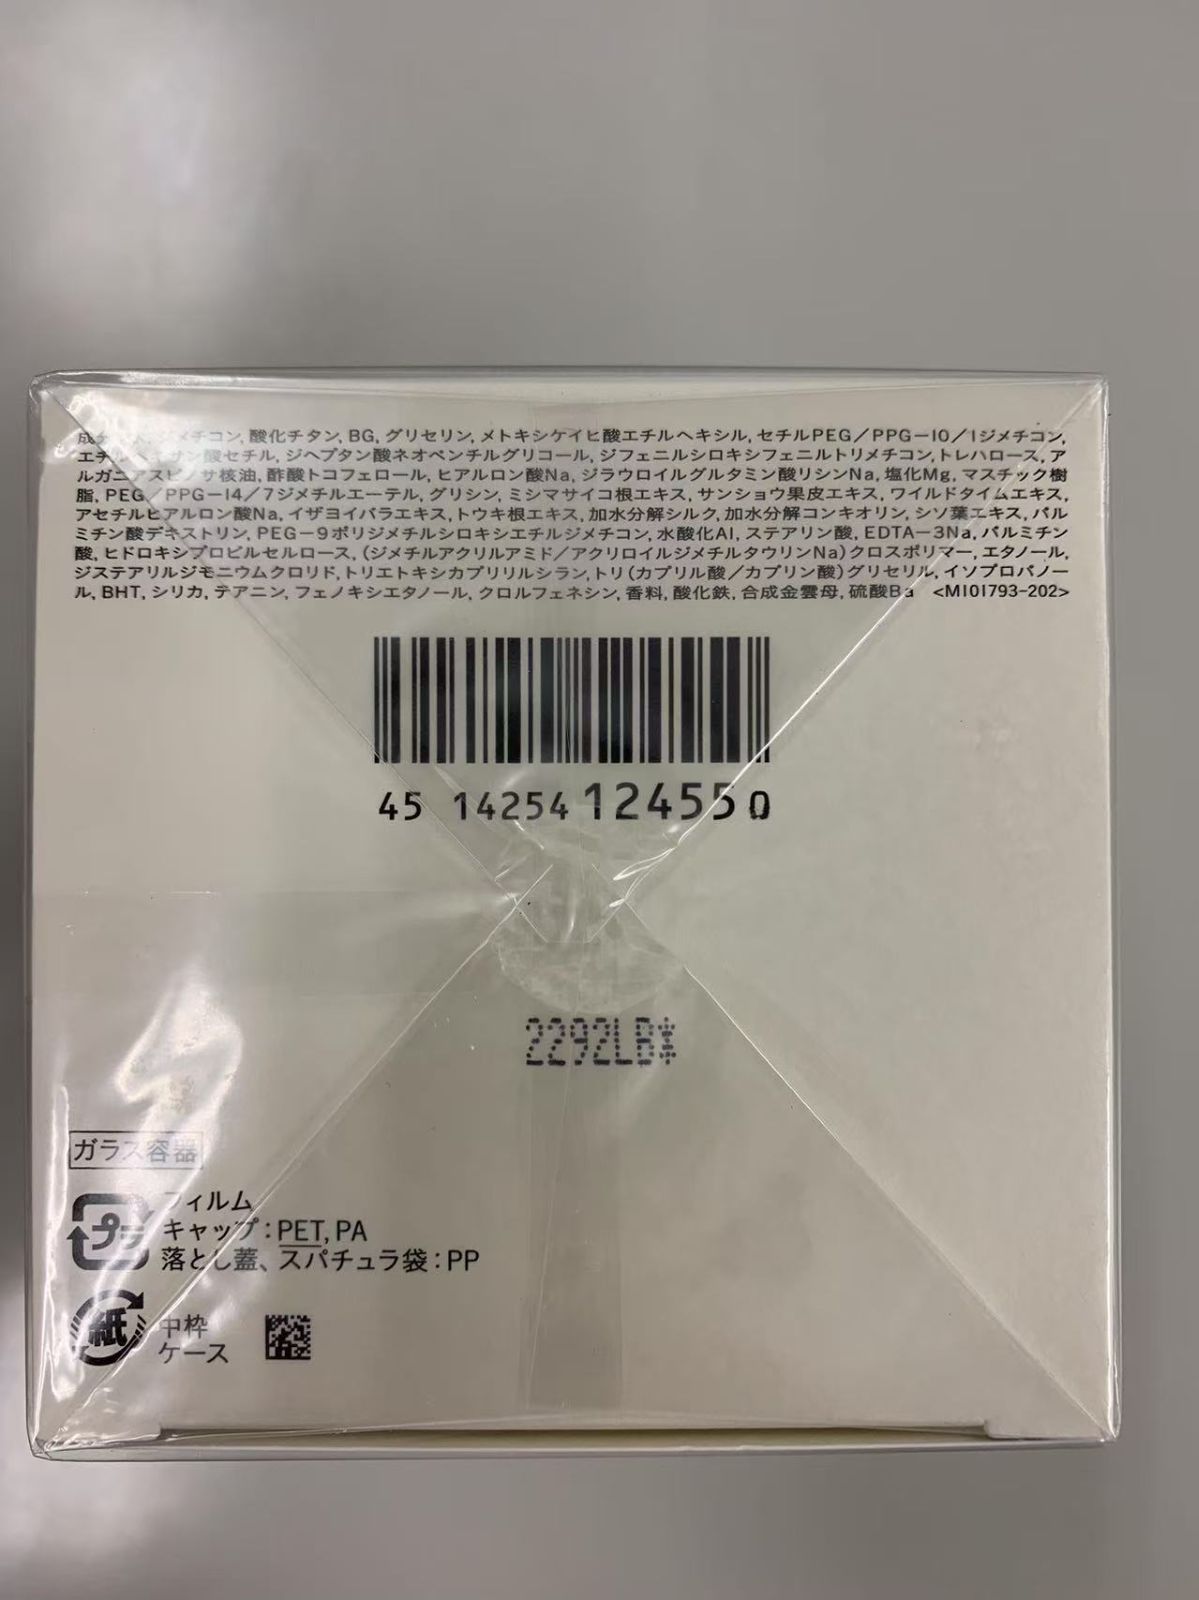 成分:水, ジメチコン, 酸化チタン, BG, グリセリン, メトキシケイヒ酸エチルヘキシル, セチルPEG／PPG－10／1ジメチコン,
エチルヘキサン酸セチル, ジヘプタン酸ネオペンチルグリコール, ジフェニルシロキシフェニルトリメチコン, トレハロース, ア
ルガニアスピノサ核油, 酢酸トコフェロール, ヒアルロン酸Na, ジラウロイルグルタミン酸リシンNa, 塩化Mg, マスチック樹
脂, PEG／PPG－14／7ジメチルエーテル, グリシン, ミシマサイコ根エキス, サンショウ果皮エキス, ワイルドタイムエキス,
アセチルヒアルロン酸Na, イザヨイバラエキス, トウキ根エキス, 加水分解シルク, 加水分解コンキオリン, シソ葉エキス, パル
ミチン酸デキストリン, PEG－9ポリジメチルシロキシエチルジメチコン, 水酸化Al, ステアリン酸, EDTA－3Na, パルミチン
酸, ヒドロキシプロピルセルロース, (ジメチルアクリルアミド／アクリロイルジメチルタウリンNa)クロスポリマー, エタノール,
ジステアリルジモニウムクロリド, トリエトキシカプリリルシラン, トリ(カプリル酸／カプリン酸)グリセリル, イソプロパノー
ル, BHT, シリカ, テアニン, フェノキシエタノール, クロルフェネシン, 香料, 酸化鉄, 合成金雲母, 硫酸Ba <M101793-202>
45 14254 12455 0
2292LB
ガラス容器
プラ フィルム
キャップ：PET, PA
落とし蓋、スパチュラ袋：PP
紙 中枠
ケース